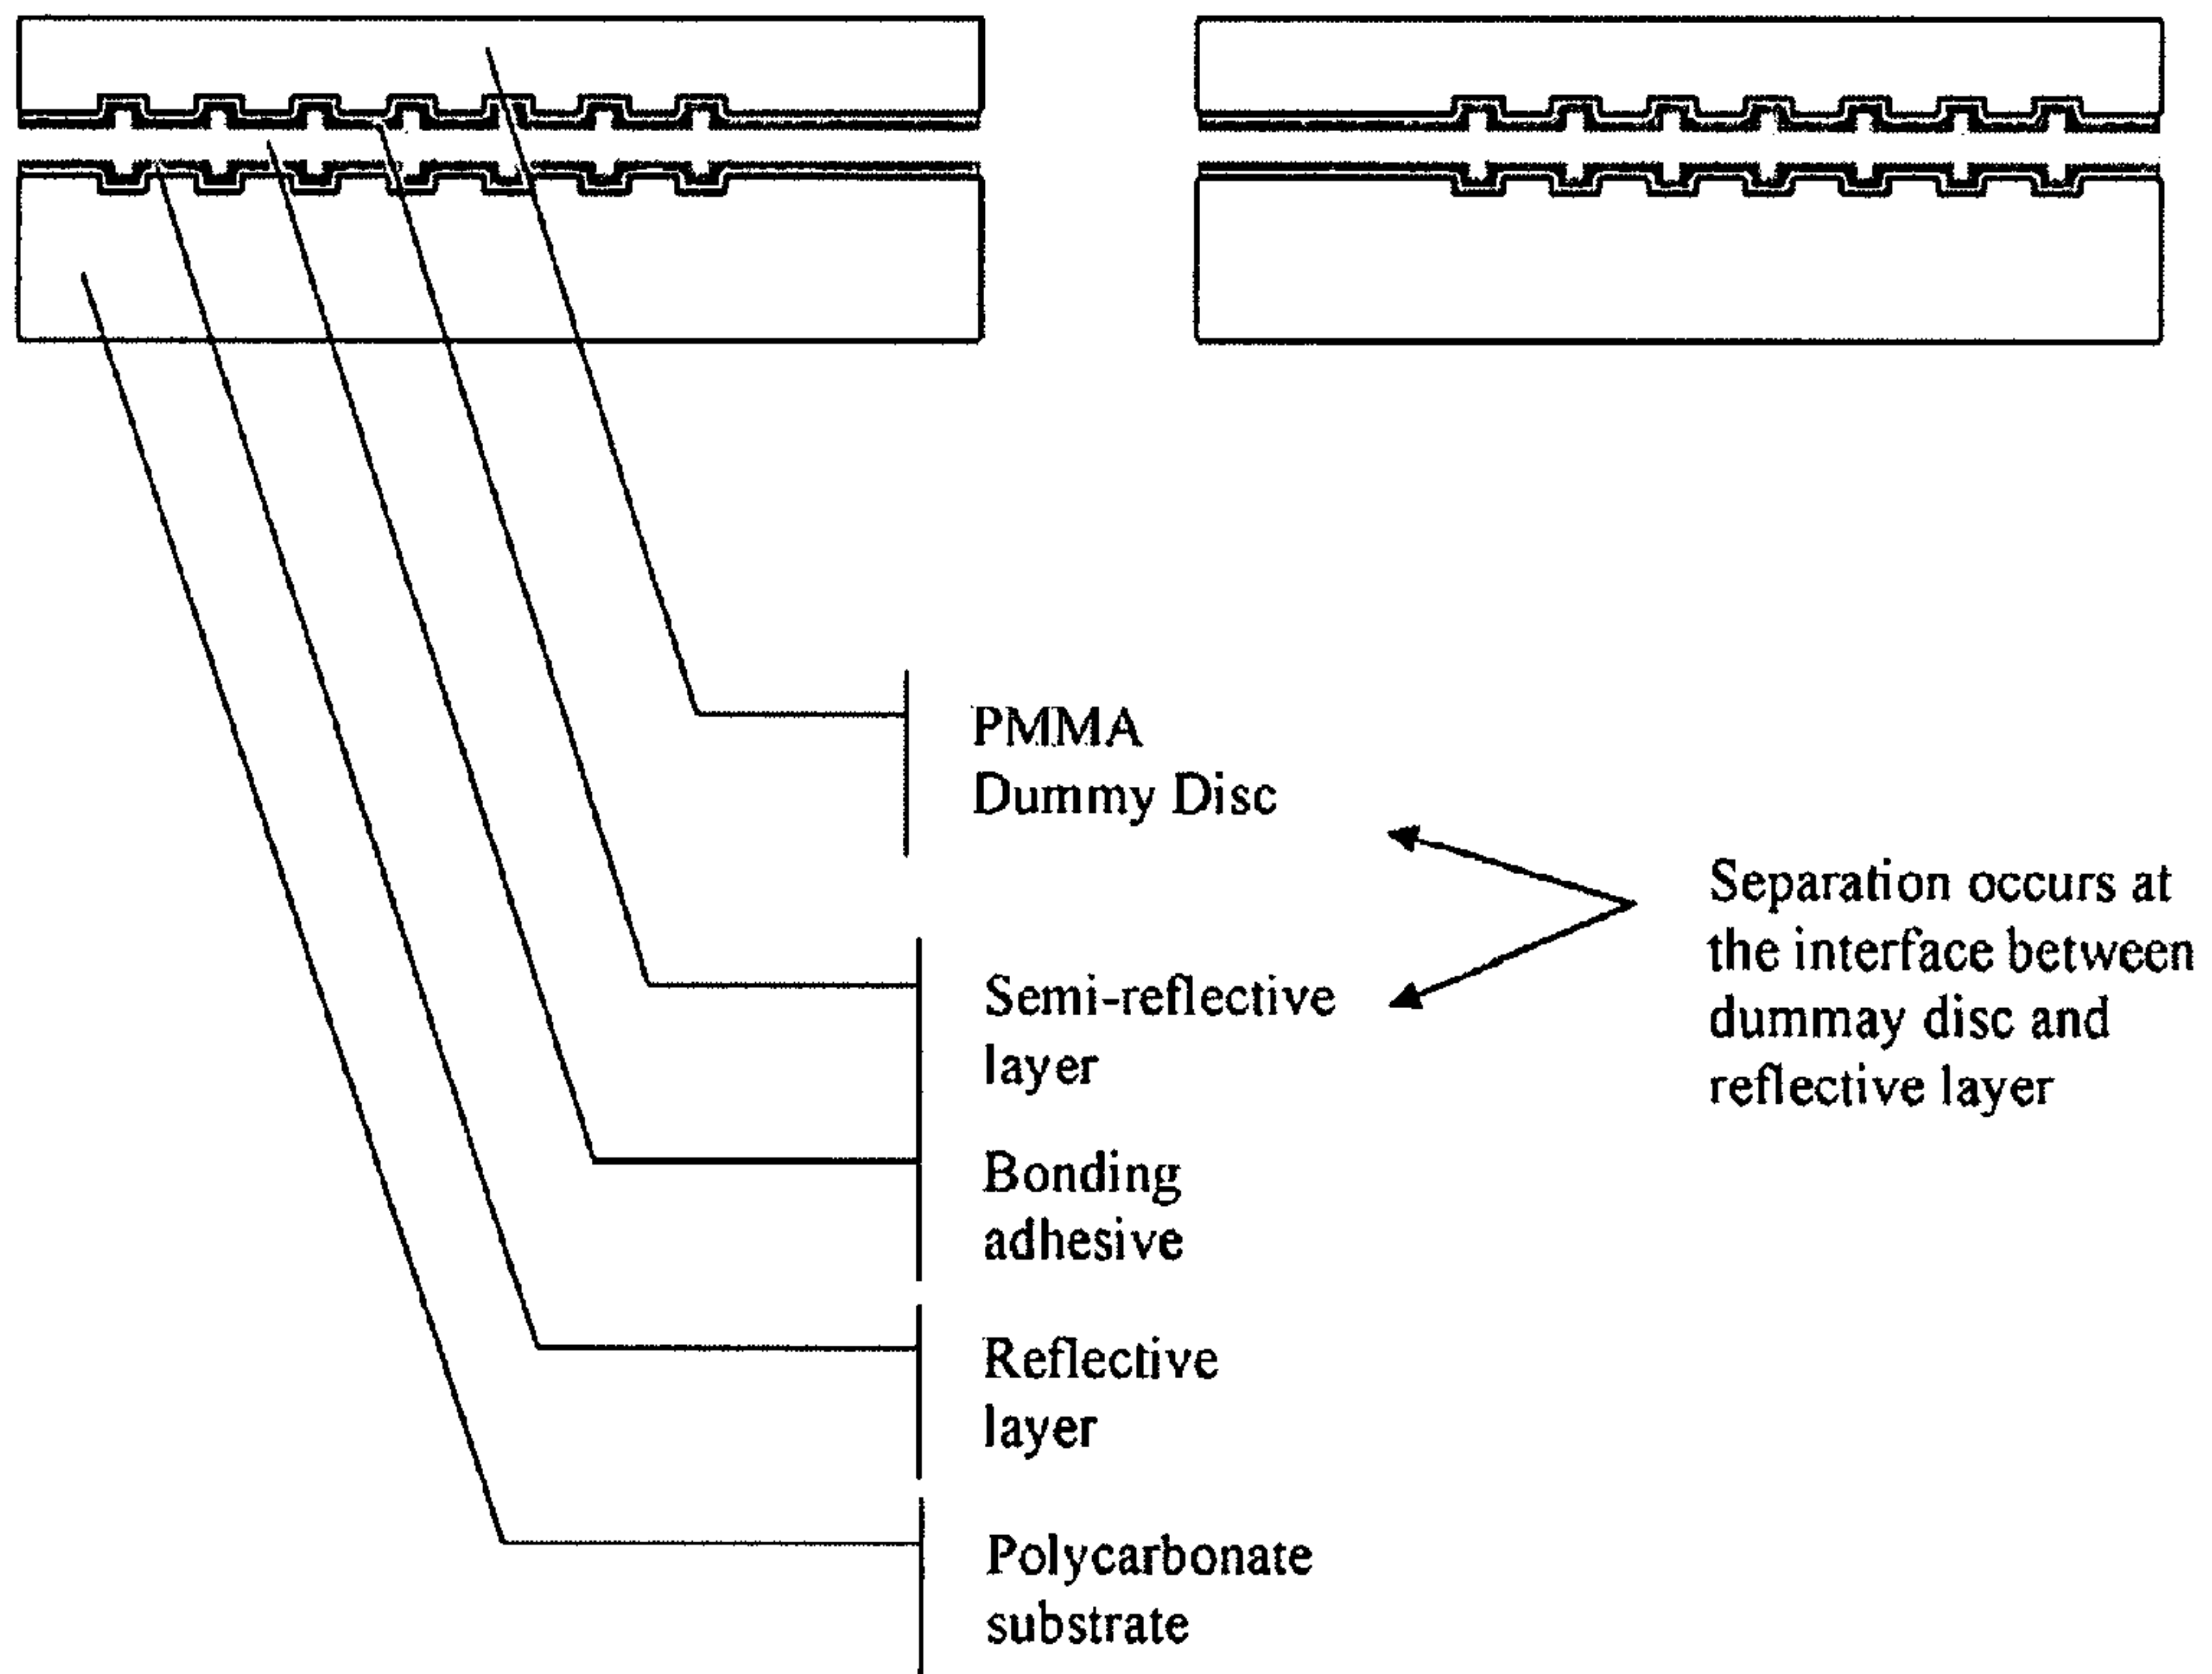 PMMA
Dummy Disc
Separation occurs at
the interface between
dummay disc and
reflective layer
Semi-reflective
layer
Bonding
adhesive
Reflective
layer
Polycarbonate
substrate